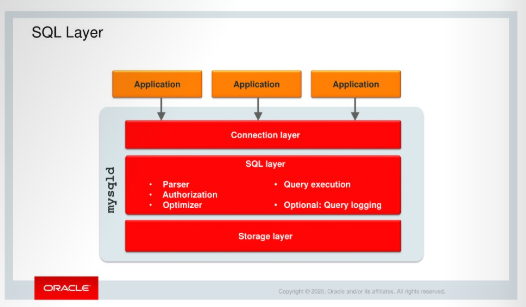 SQL Layer
Application
Application
Application
Connection layer
SQL layer
• Parser
• Authorization
• Optimizer
• Query execution
• Optional: Query logging
Storage layer
mysqld
ORACLE
Copyright © 2020, Oracle and/or its affiliates. All rights reserved.